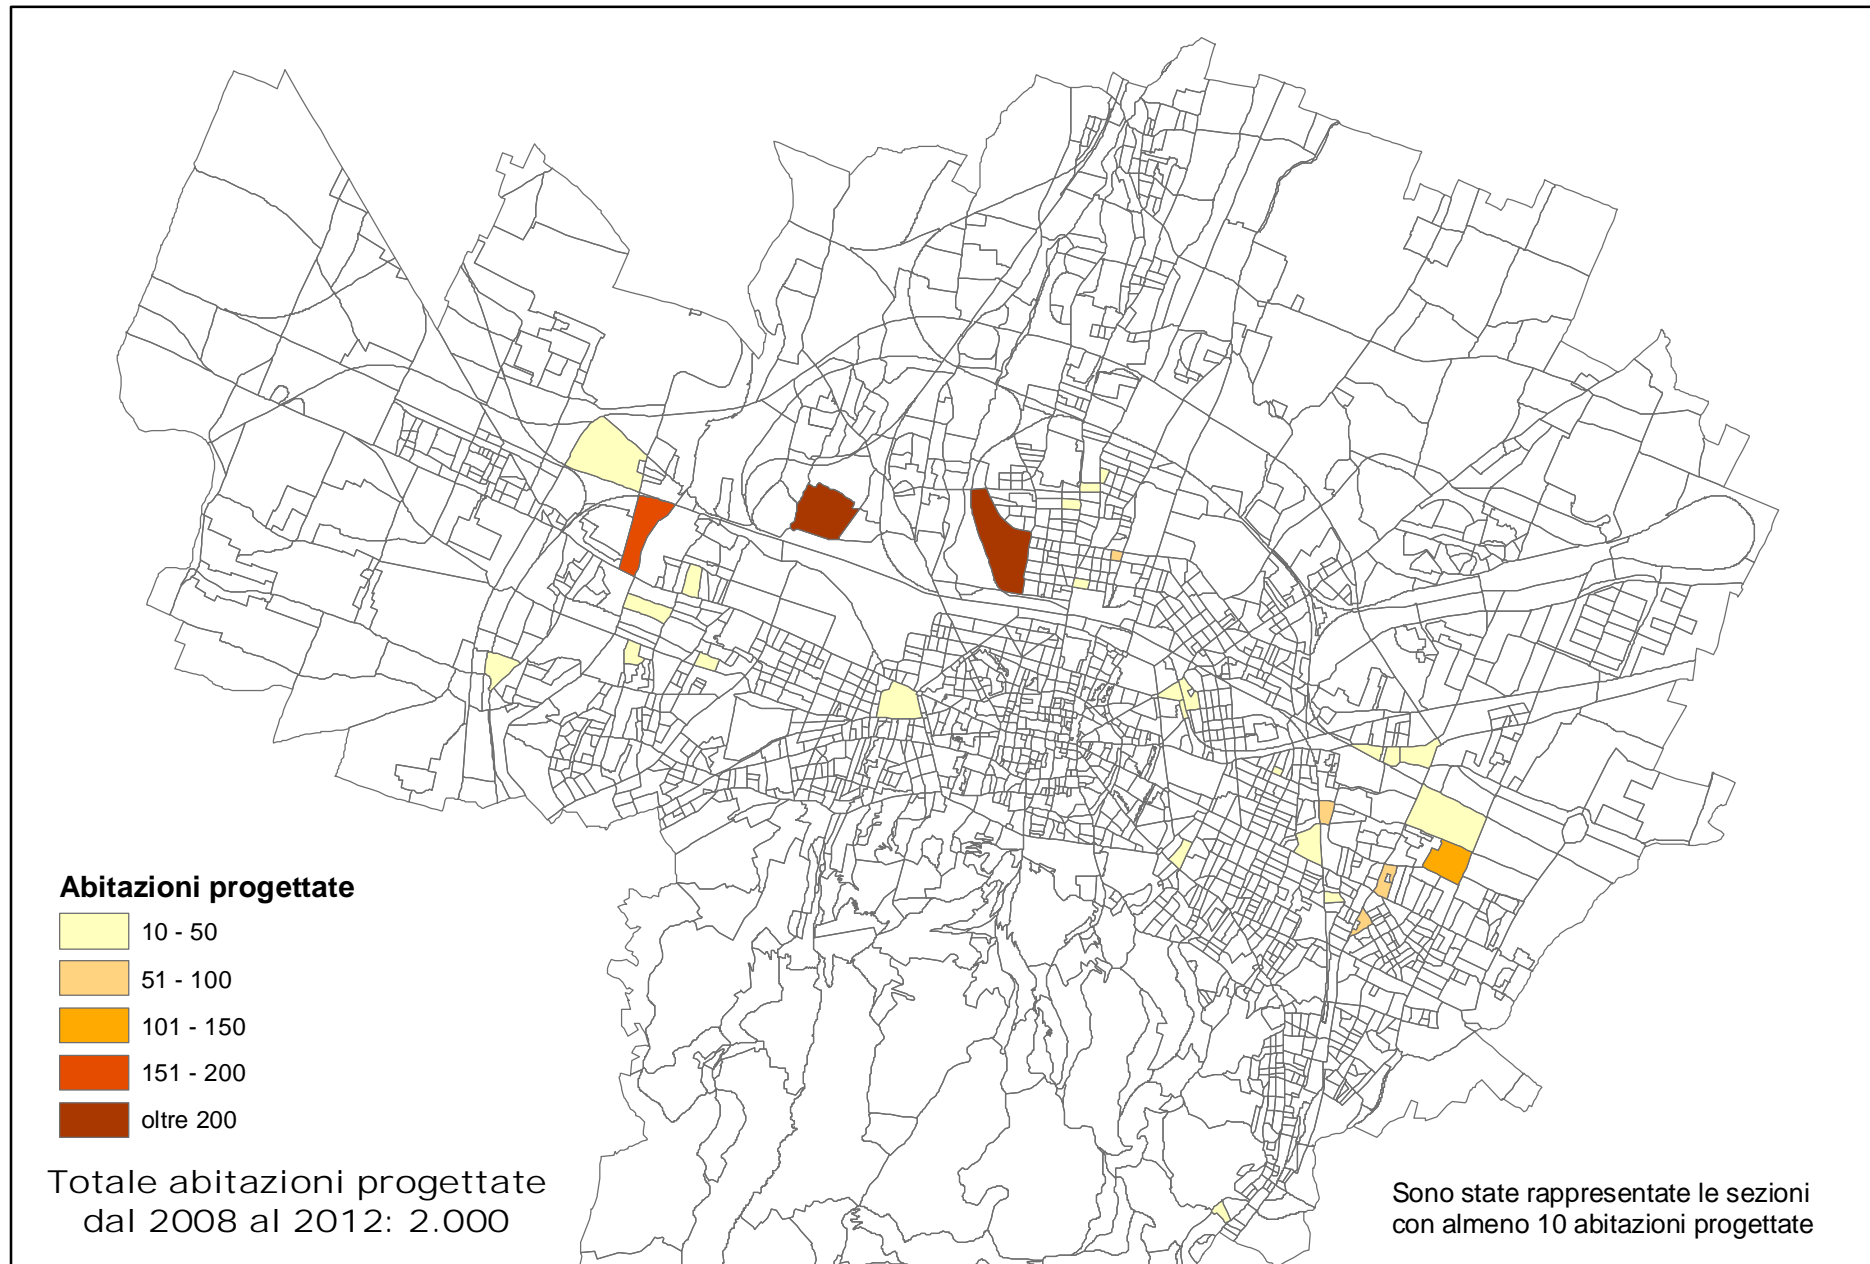 Abitazioni progettate
10 - 50
51 - 100
101 - 150
151 - 200
oltre 200
Totale abitazioni progettate
dal 2008 al 2012: 2.000
Sono state rappresentate le sezioni
con almeno 10 abitazioni progettate